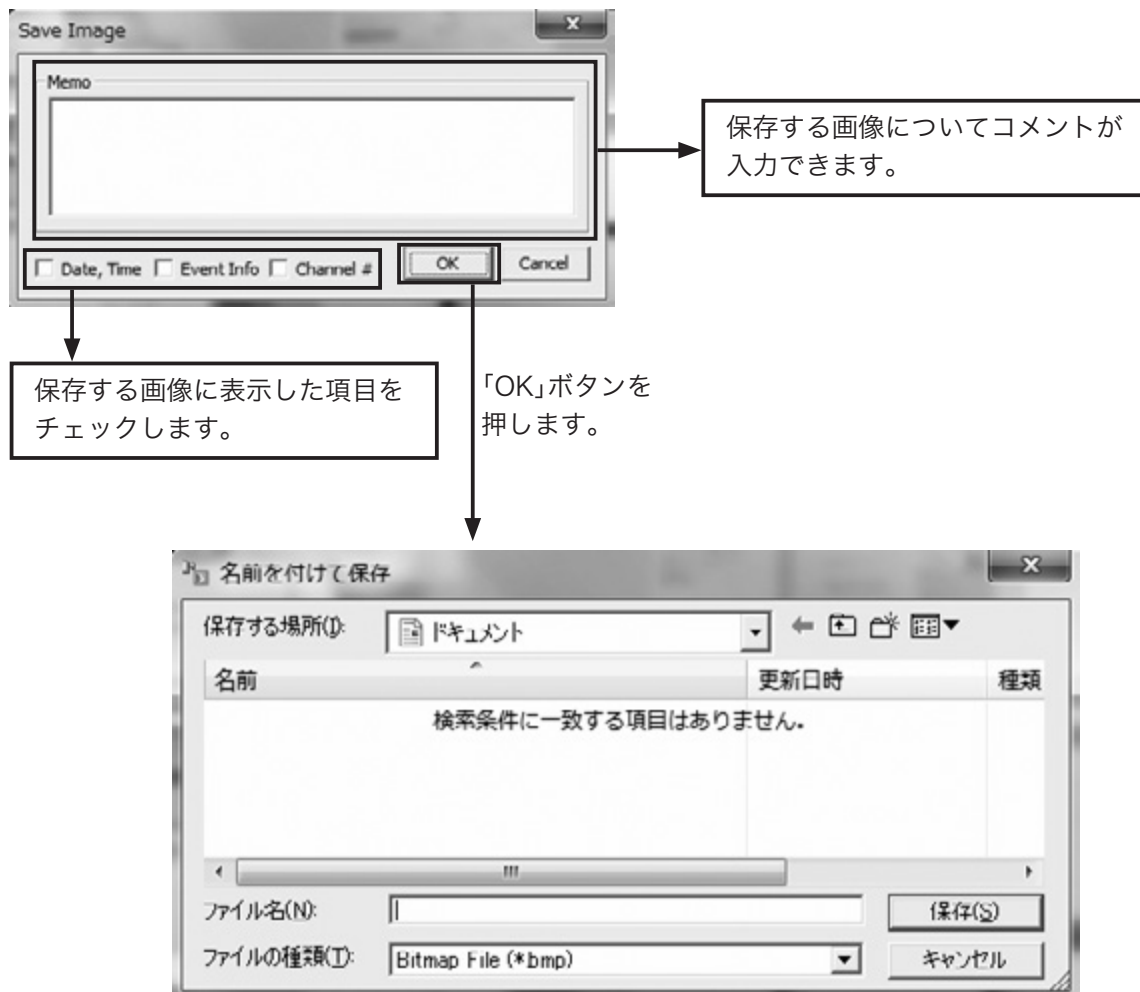 Save Image
Memo
保存する画像についてコメントが
入力できます。
Date, Time Event Info Channel # OK Cancel
保存する画像に表示した項目を
チェックします。
「OK」ボタンを
押します。
名前を付けて保存
保存する場所(I): ドキュメント
名前 更新日時 種類
検索条件に一致する項目はありません。
ファイル名(N): 保存(S)
ファイルの種類(T): Bitmap File (*bmp) キャンセル